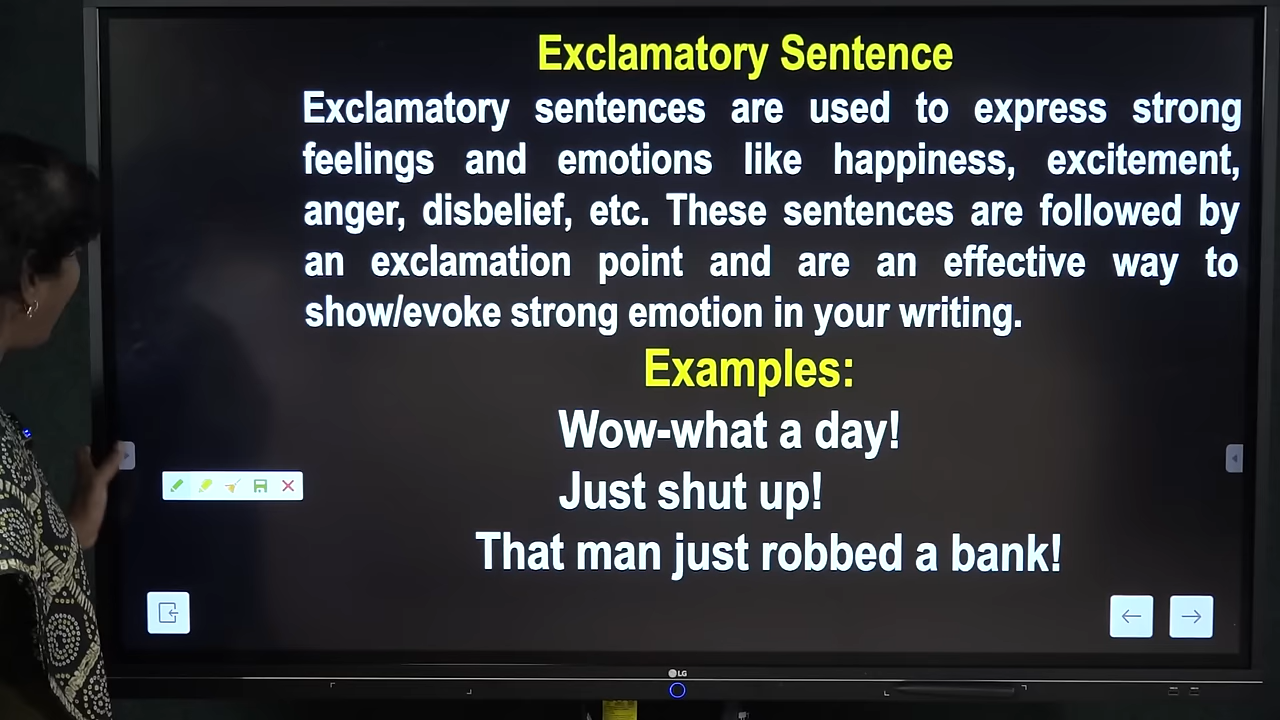 Exclamatory Sentence
Exclamatory sentences are used to express strong
feelings and emotions like happiness, excitement,
anger, disbelief, etc. These sentences are followed by
an exclamation point and are an effective way to
show/evoke strong emotion in your writing.
Examples:
Wow-what a day!
Just shut up!
That man just robbed a bank!
LG